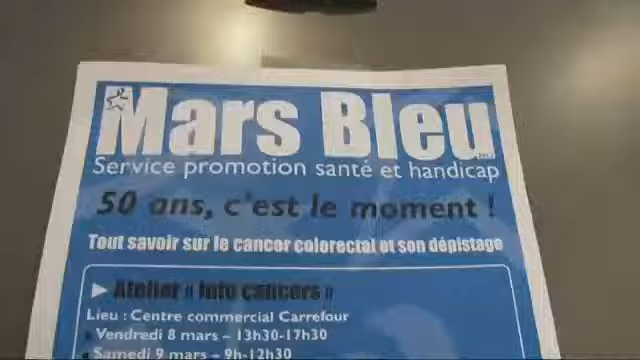 Mars Bleu
Service promotion santé et handicap
50 ans, c'est le moment !
Tout savoir sur le cancer colorectal et son dépistage
► Atelier « Info cancers »
Lieu : Centre commercial Carrefour
• Vendredi 8 mars – 13h30-17h30
• Samedi 9 mars – 9h-12h30